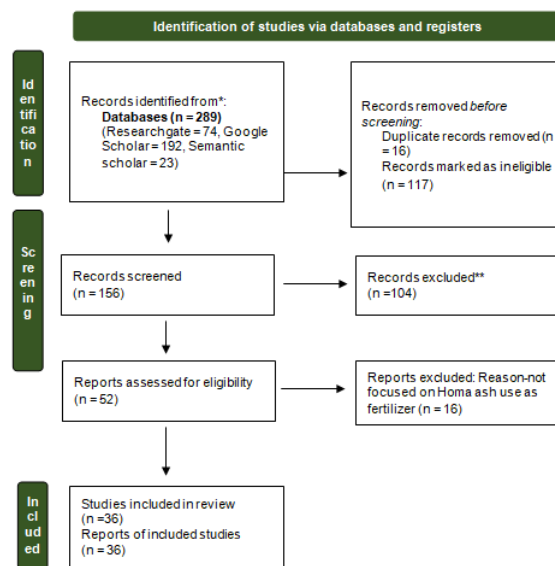 Identification of studies via databases and registers
Id
entifi
ca
tio
n
Records identified from*:
Databases (n = 289)
(Researchgate = 74, Google
Scholar = 192, Semantic
scholar = 23)
Records removed before
screening:
Duplicate records removed (n
= 16)
Records marked as ineligible
(n = 117)
Sc
re
en
in
g
Records screened
(n = 156)
Records excluded**
(n =104)
Reports assessed for eligibility
(n = 52)
Reports excluded: Reason-not
focused on Homa ash use as
fertilizer (n = 16)
In
cl
ud
ed
Studies included in review
(n =36)
Reports of included studies
(n = 36)